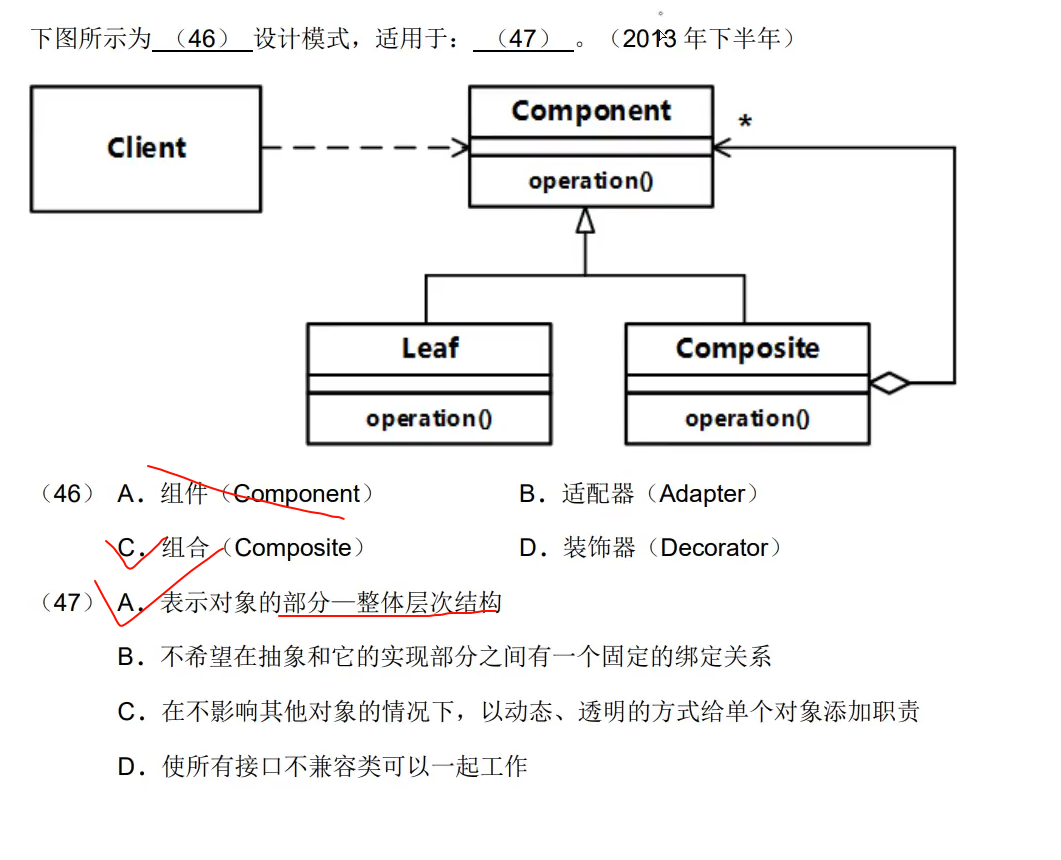 下图所示为 （46） 设计模式，适用于： （47） 。（2013 年下半年）
Client
Component
*
operation()
Leaf
Composite
operation()
operation()
（46） A．组件（Component） B．适配器（Adapter）
C．组合（Composite） D．装饰器（Decorator）
（47） A．表示对象的部分—整体层次结构
B．不希望在抽象和它的实现部分之间有一个固定的绑定关系
C．在不影响其他对象的情况下，以动态、透明的方式给单个对象添加职责
D．使所有接口不兼容类可以一起工作